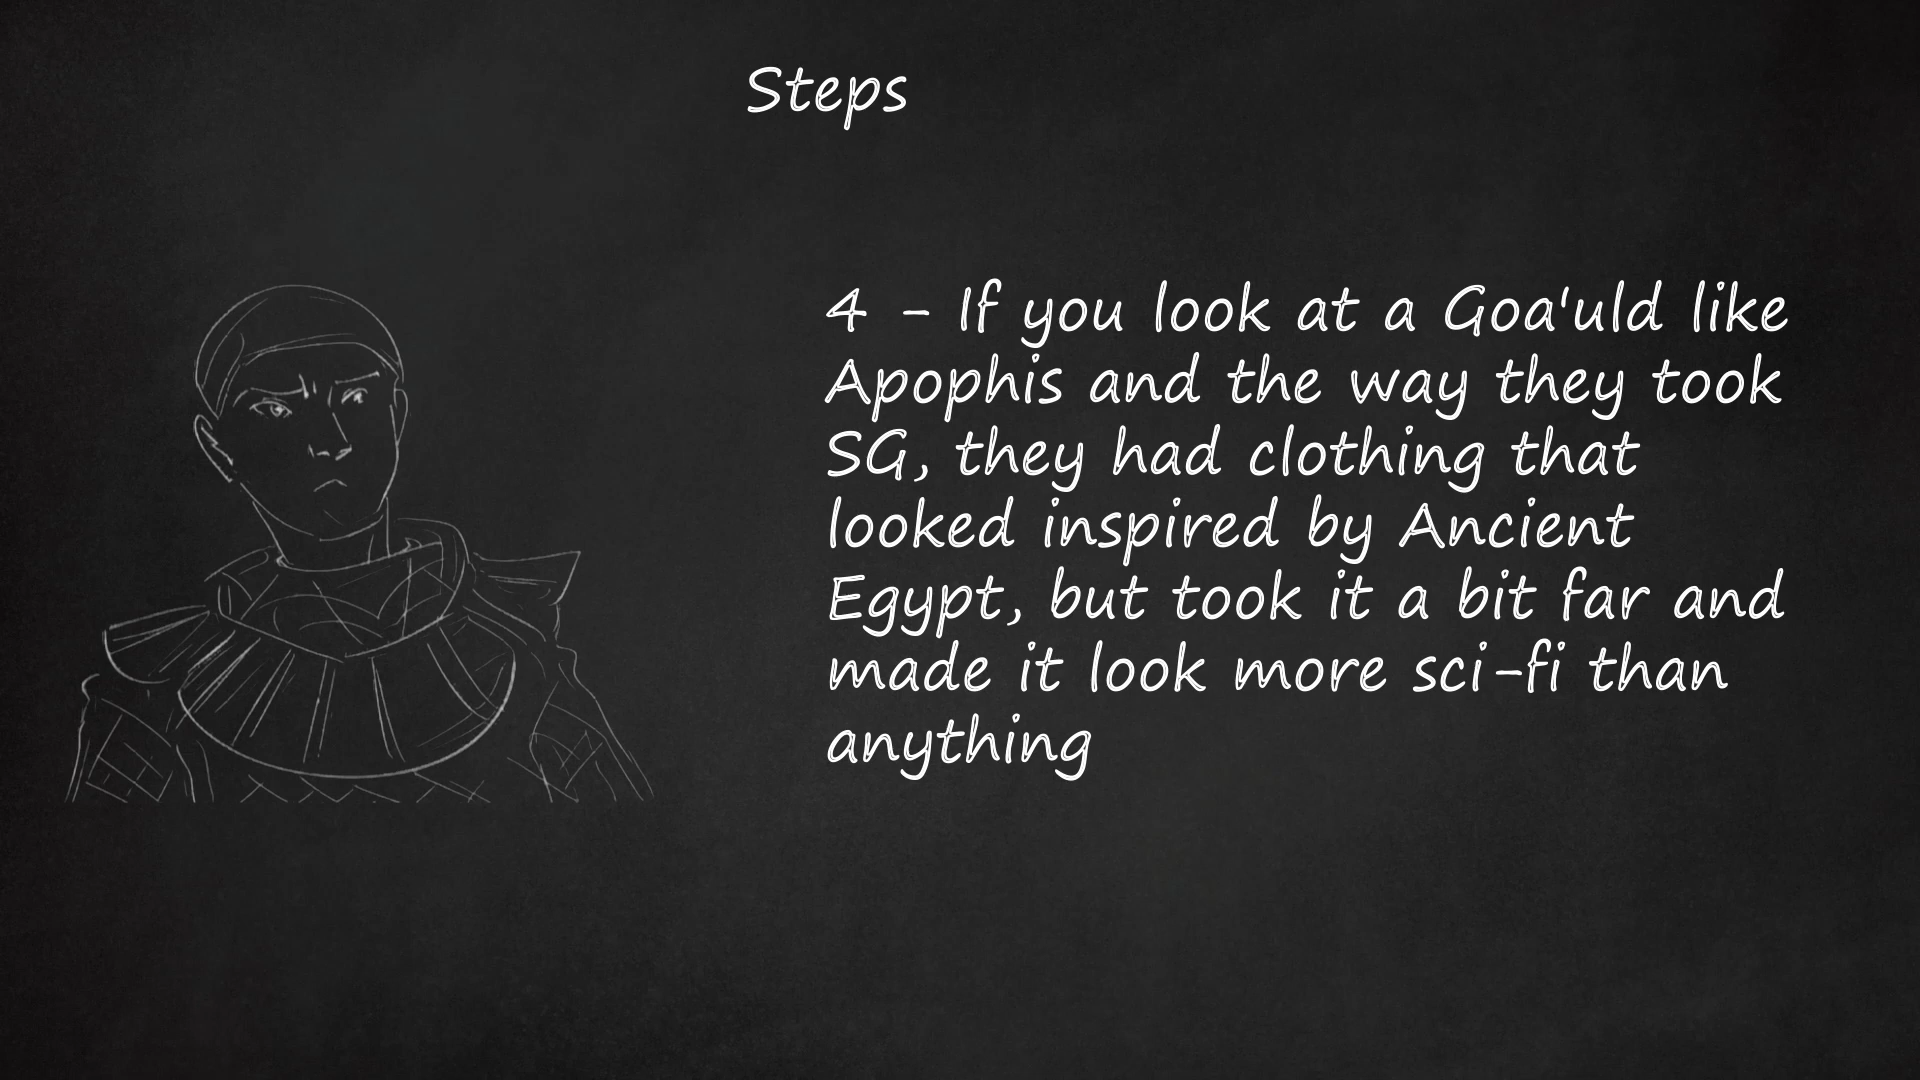 Steps
4 - If you look at a Goa'uld like
Apophis and the way they took
SG, they had clothing that
looked inspired by Ancient
Egypt, but took it a bit far and
made it look more sci-fi than
anything